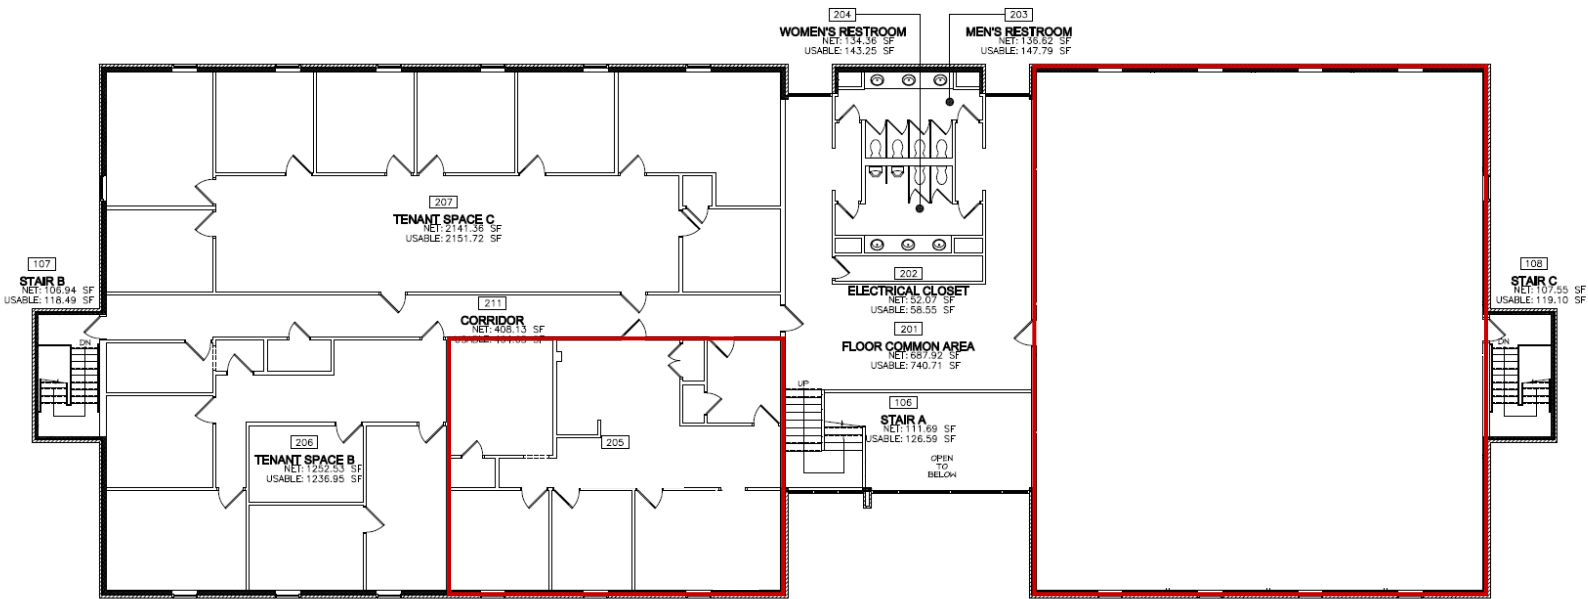 204
WOMEN'S RESTROOM
NET: 134.36 SF
USABLE: 143.25 SF
203
MEN'S RESTROOM
NET: 136.62 SF
USABLE: 147.79 SF
207
TENANT SPACE C
NET: 2141.36 SF
USABLE: 2151.72 SF
107
STAIR B
NET: 106.94 SF
USABLE: 118.49 SF
DN
211
CORRIDOR
NET: 408.13 SF
202
ELECTRICAL CLOSET
NET: 52.07 SF
USABLE: 58.55 SF
201
FLOOR COMMON AREA
NET: 687.92 SF
USABLE: 740.71 SF
108
STAIR C
NET: 107.55 SF
USABLE: 119.10 SF
DN
UP
106
STAIR A
NET: 111.69 SF
USABLE: 126.59 SF
OPEN
TO
BELOW
206
TENANT SPACE B
NET: 1252.53 SF
USABLE: 1236.95 SF
205